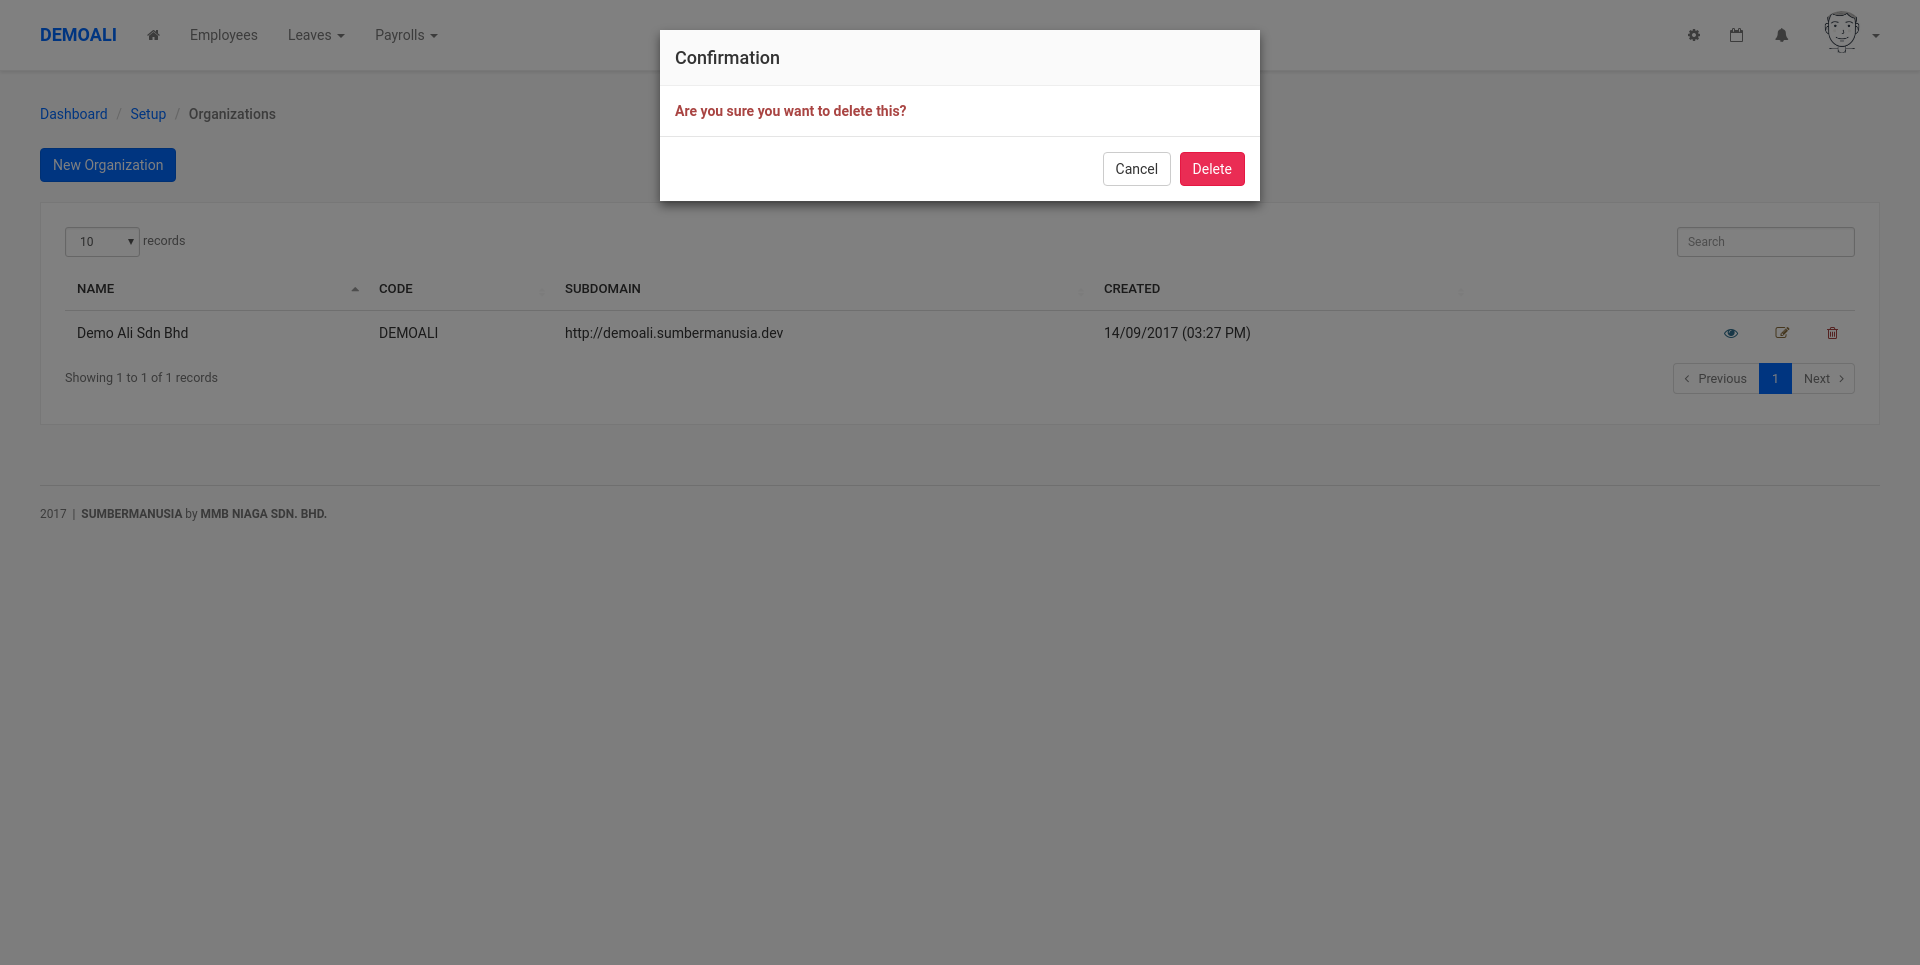 DEMOALI Employees Leaves Payrolls
Confirmation
Are you sure you want to delete this?
Cancel Delete
Dashboard / Setup / Organizations
New Organization
10 records Search
NAME CODE SUBDOMAIN CREATED
Demo Ali Sdn Bhd DEMOALI http://demoali.sumbermanusia.dev 14/09/2017 (03:27 PM)
Showing 1 to 1 of 1 records Previous 1 Next
2017 | SUMBERMANUSIA by MMB NIAGA SDN. BHD.